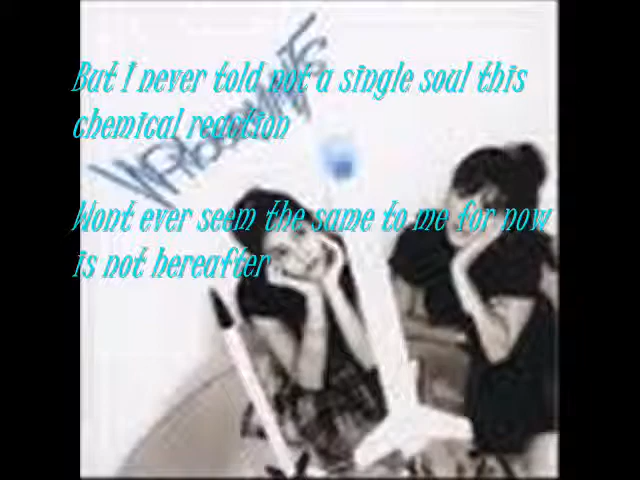 But I never told not a single soul this
chemical reaction
Wont ever seem the same to me for now
is not hereafter